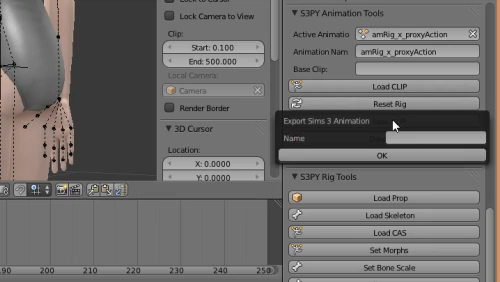 Lock Cursor
Lock Camera to View
Clip:
Start: 0.100
End: 500.000
Local Camera:
Camera
Render Border
3D Cursor
Location:
X: 0.0000
Y: 0.0000
S3PY Animation Tools
Active Animatio
amRig_x_proxyAction
Animation Nam
amRig_x_proxyAction
Base Clip:
Load CLIP
Reset Rig
Export Sims 3 Animation
Name
OK
S3PY Rig Tools
Load Prop
Load Skeleton
Load CAS
Set Morphs
Set Bone Scale
190 200 210 220 230 240 250